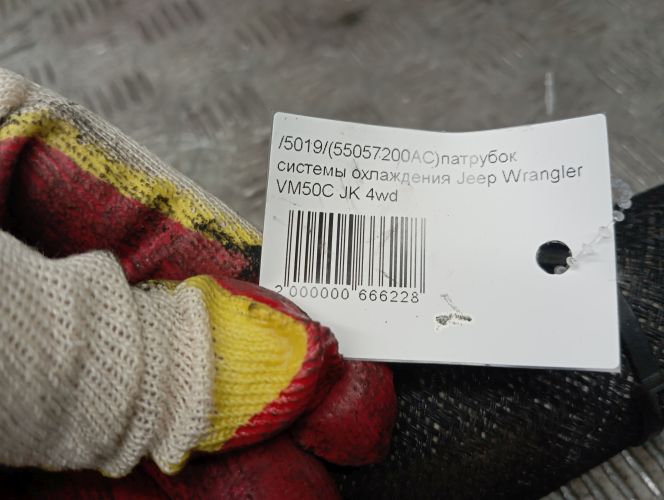 /5019/(55057200AC)патрубок
системы охлаждения Jeep Wrangler
VM50C JK 4wd
2 000000 666228